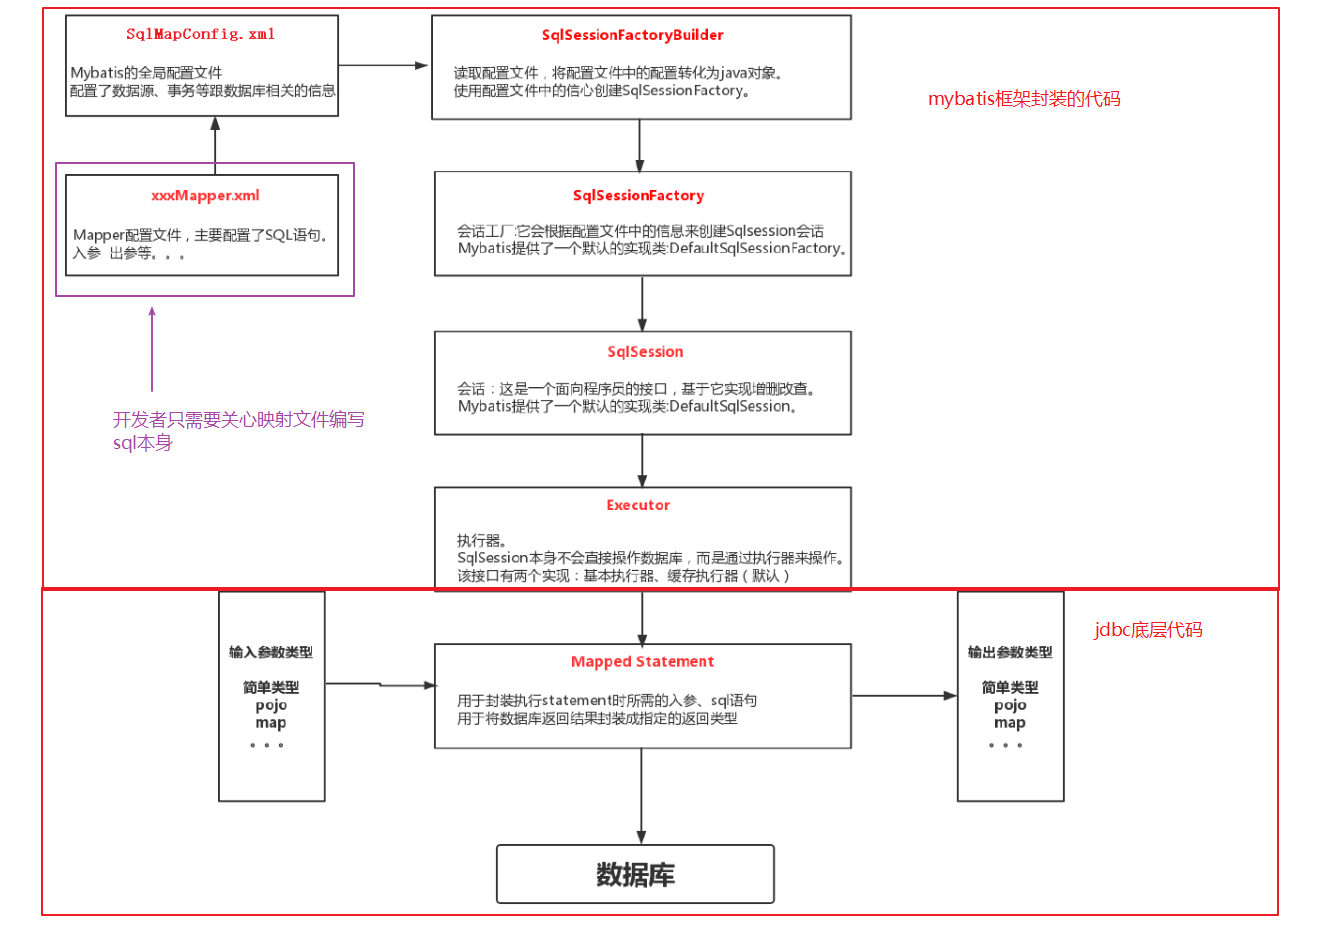 SqlMapConfig.xml
Mybatis的全局配置文件
配置了数据源、事务等跟数据库相关的信息
SqlSessionFactoryBuilder
读取配置文件，将配置文件中的配置转化为java对象。
使用配置文件中的信心创建SqlSessionFactory。
mybatis框架封装的代码
xxxMapper.xml
Mapper配置文件，主要配置了SQL语句。
入参 出参等。。。
SqlSessionFactory
会话工厂:它会根据配置文件中的信息来创建Sqlsession会话
Mybatis提供了一个默认的实现类:DefaultSqlSessionFactory。
SqlSession
会话：这是一个面向程序员的接口，基于它实现增删改查。
Mybatis提供了一个默认的实现类:DefaultSqlSession。
开发者只需要关心映射文件编写
sql本身
Executor
执行器。
SqlSession本身不会直接操作数据库，而是通过执行器来操作。
该接口有两个实现：基本执行器、缓存执行器（默认）
jdbc底层代码
输入参数类型
简单类型
pojo
map
。。。
Mapped Statement
用于封装执行statement时所需的入参、sql语句
用于将数据库返回结果封装成指定的返回类型
输出参数类型
简单类型
pojo
map
。。。
数据库